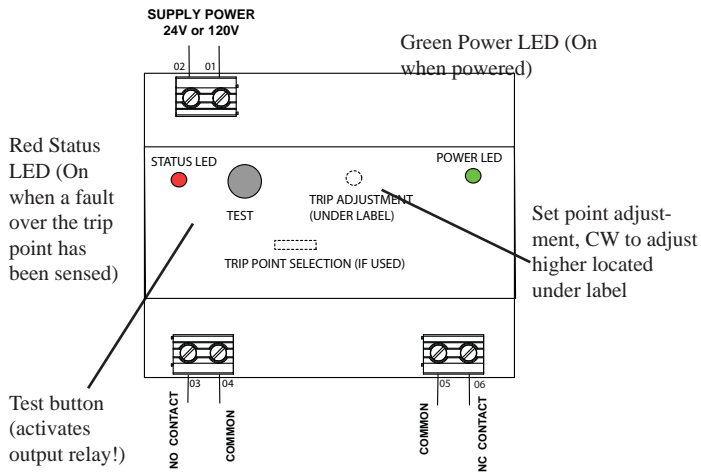 SUPPLY POWER
24V or 120V
Green Power LED (On
when powered)
02 01
Red Status
LED (On
when a fault
over the trip
point has
been sensed)
STATUS LED
POWER LED
TEST
TRIP ADJUSTMENT
(UNDER LABEL)
TRIP POINT SELECTION (IF USED)
Set point adjust-
ment, CW to adjust
higher located
under label
03 04
05 06
Test button
(activates
output relay!)
NO CONTACT
COMMON
COMMON
NC CONTACT